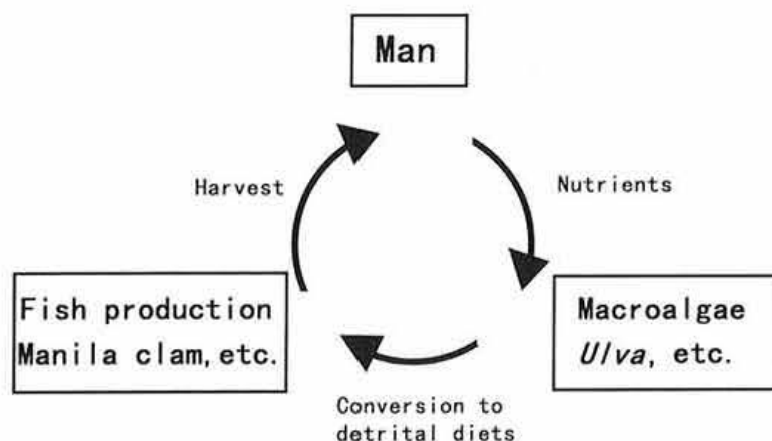 Man
Harvest
Nutrients
Fish production
Manila clam, etc.
Macroalgae
Ulva, etc.
Conversion to
detrital diets